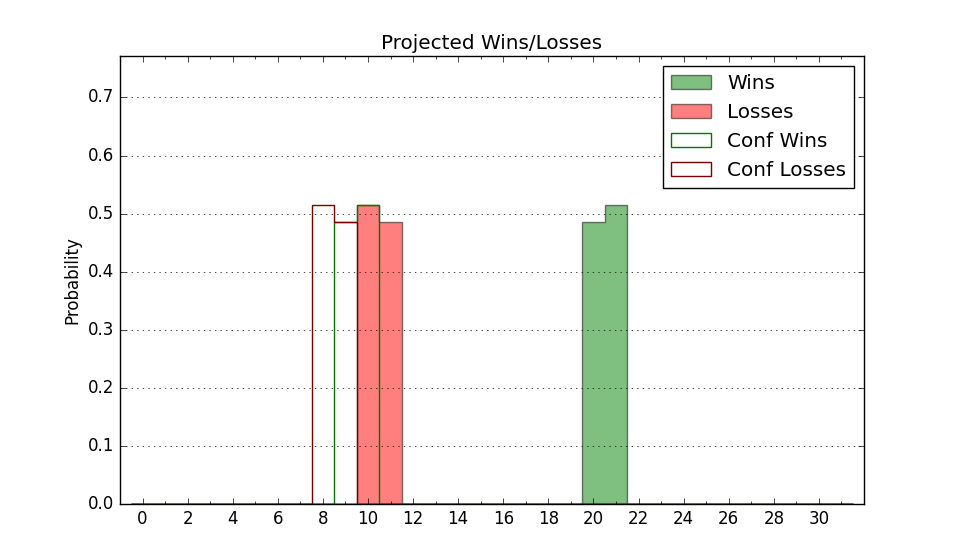 Projected Wins/Losses
Wins
Losses
Conf Wins
Conf Losses
Probability
0.7
0.6
0.5
0.4
0.3
0.2
0.1
0.0
0 2 4 6 8 10 12 14 16 18 20 22 24 26 28 30